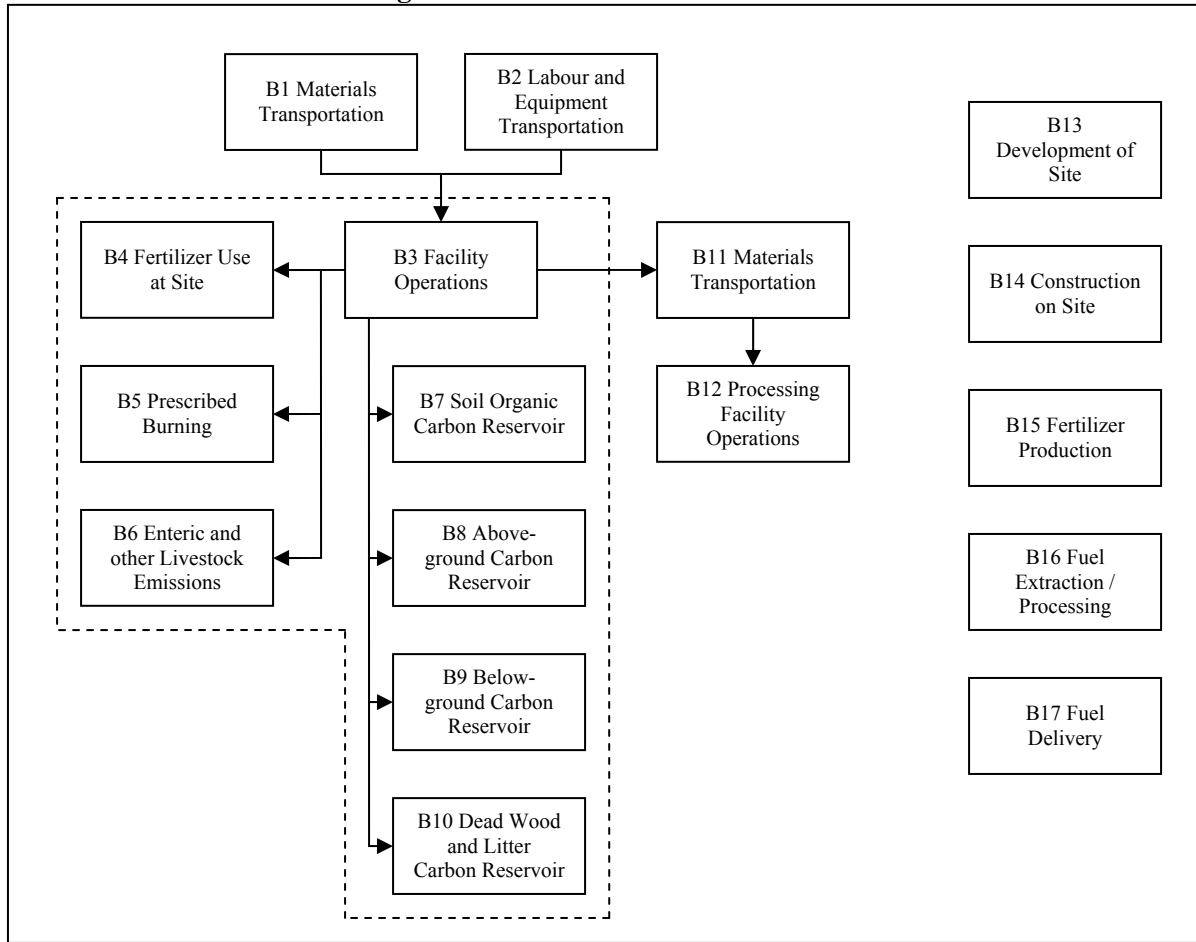 B1 Materials
Transportation
B2 Labour and
Equipment
Transportation
B13
Development of
Site
B4 Fertilizer Use
at Site
B3 Facility
Operations
B11 Materials
Transportation
B14 Construction
on Site
B5 Prescribed
Burning
B7 Soil Organic
Carbon Reservoir
B12 Processing
Facility
Operations
B15 Fertilizer
Production
B6 Enteric and
other Livestock
Emissions
B8 Above-
ground Carbon
Reservoir
B16 Fuel
Extraction /
Processing
B9 Below-
ground Carbon
Reservoir
B17 Fuel
Delivery
B10 Dead Wood
and Litter
Carbon Reservoir